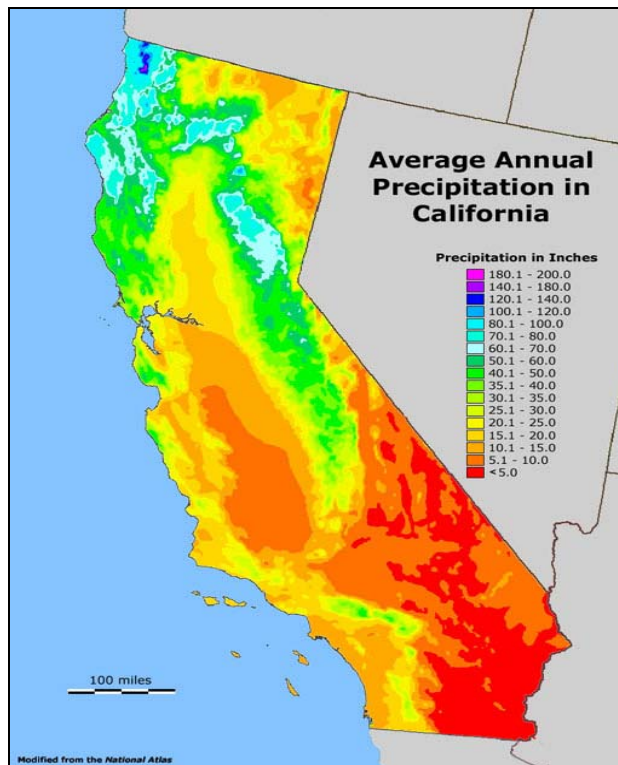 Average Annual
Precipitation in
California
Precipitation in Inches
180.1 - 200.0
140.1 - 180.0
120.1 - 140.0
100.1 - 120.0
80.1 - 100.0
70.1 - 80.0
60.1 - 70.0
50.1 - 60.0
40.1 - 50.0
35.1 - 40.0
30.1 - 35.0
25.1 - 30.0
20.1 - 25.0
15.1 - 20.0
10.1 - 15.0
5.1 - 10.0
<5.0
100 miles
Modified from the National Atlas